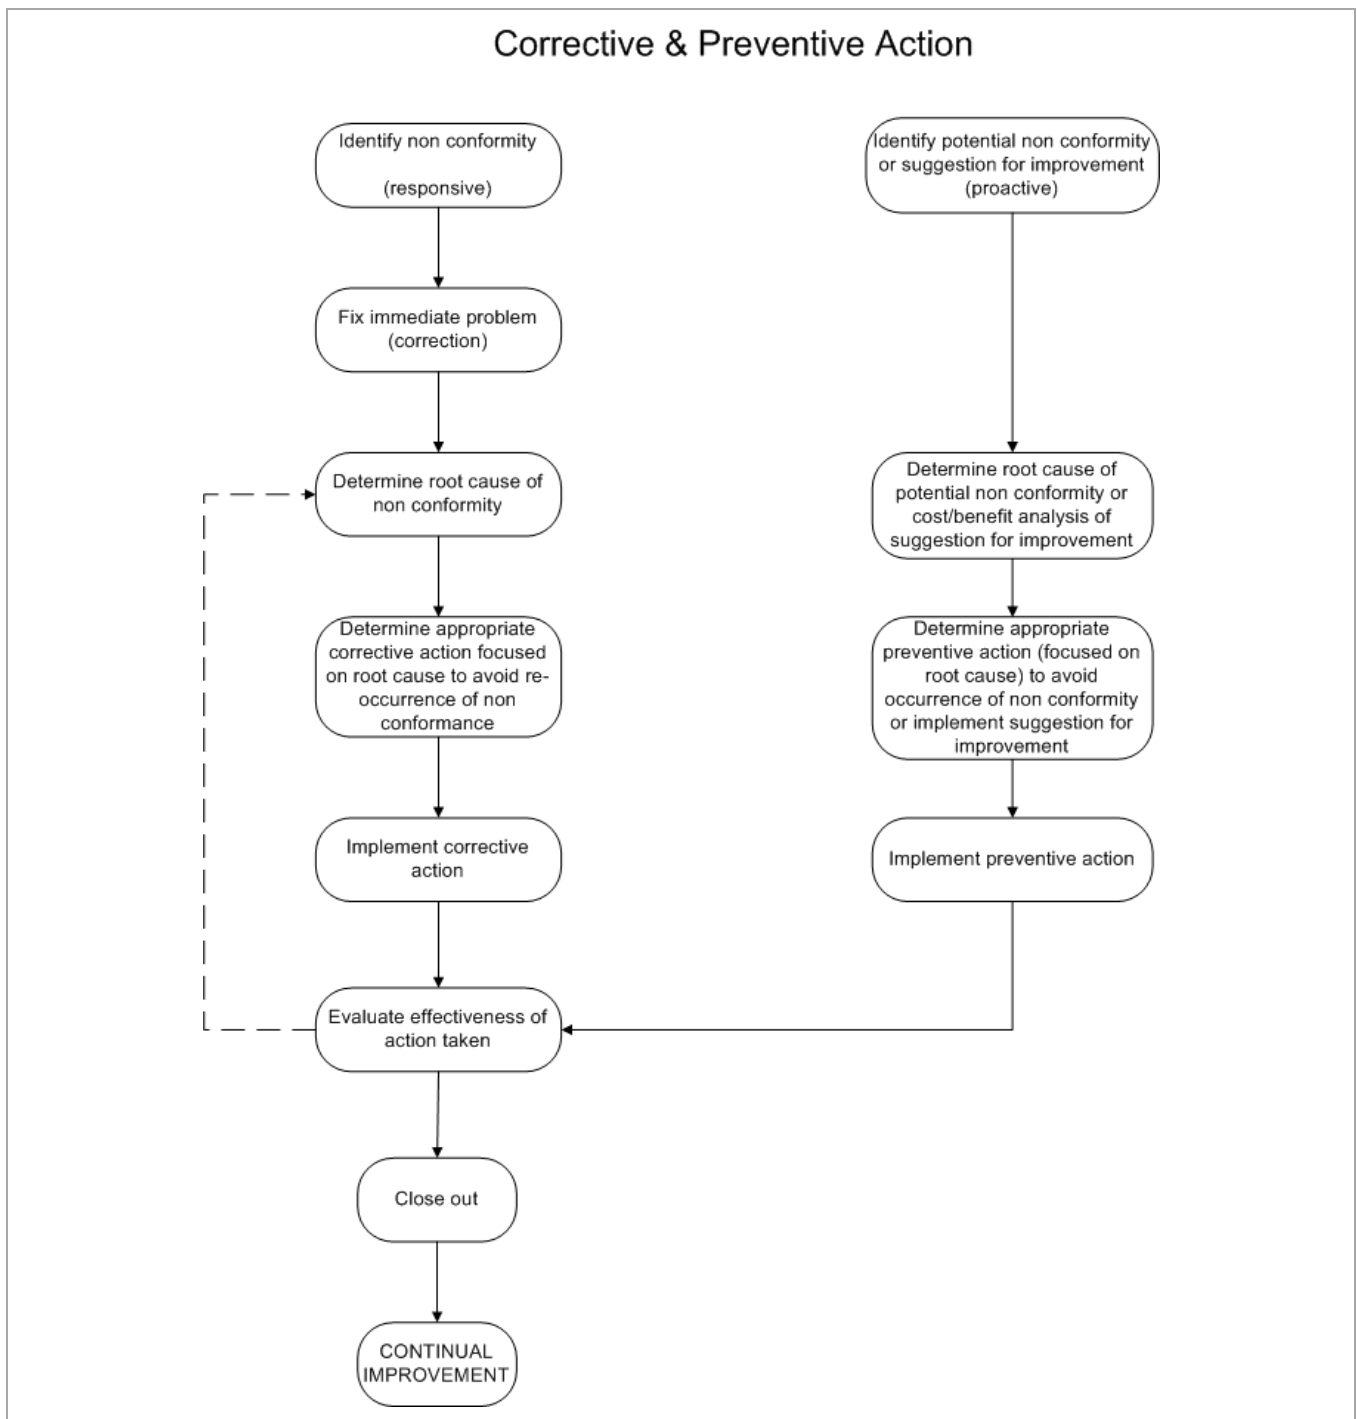 Corrective & Preventive Action
Identify non conformity
(responsive)
Fix immediate problem
(correction)
Determine root cause of
non conformity
Determine appropriate
corrective action focused
on root cause to avoid re-
occurrence of non
conformance
Implement corrective
action
Evaluate effectiveness of
action taken
Close out
CONTINUAL
IMPROVEMENT
Identify potential non conformity
or suggestion for improvement
(proactive)
Determine root cause of
potential non conformity or
cost/benefit analysis of
suggestion for improvement
Determine appropriate
preventive action (focused on
root cause) to avoid
occurrence of non conformity
or implement suggestion for
improvement
Implement preventive action